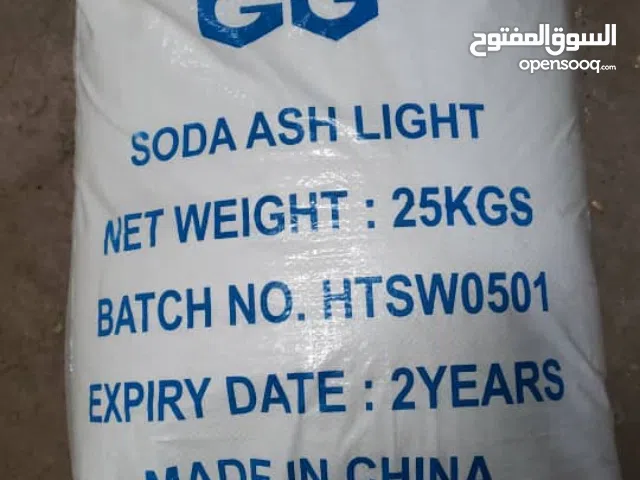 GG
السوق المفتوح
opensooq.com
SODA ASH LIGHT
NET WEIGHT : 25KGS
BATCH NO. HTSW0501
EXPIRY DATE : 2YEARS
MADE IN CHINA